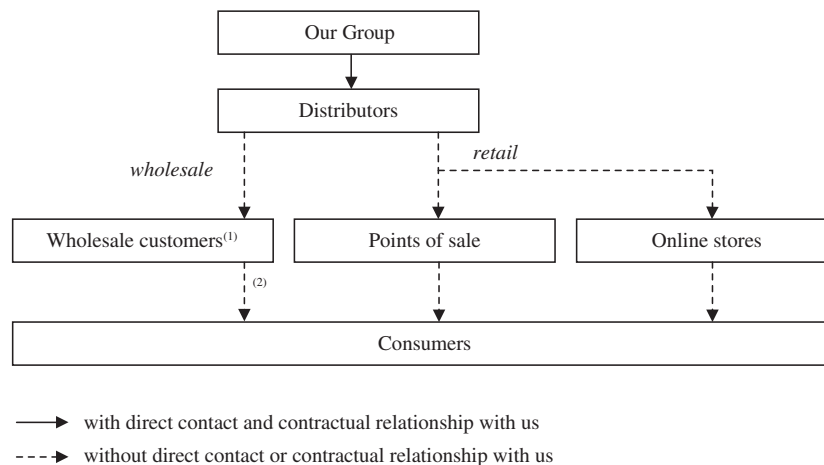 Our Group
Distributors
wholesale
retail
Wholesale customers(1)
Points of sale
Online stores
(2)
Consumers
with direct contact and contractual relationship with us
without direct contact or contractual relationship with us